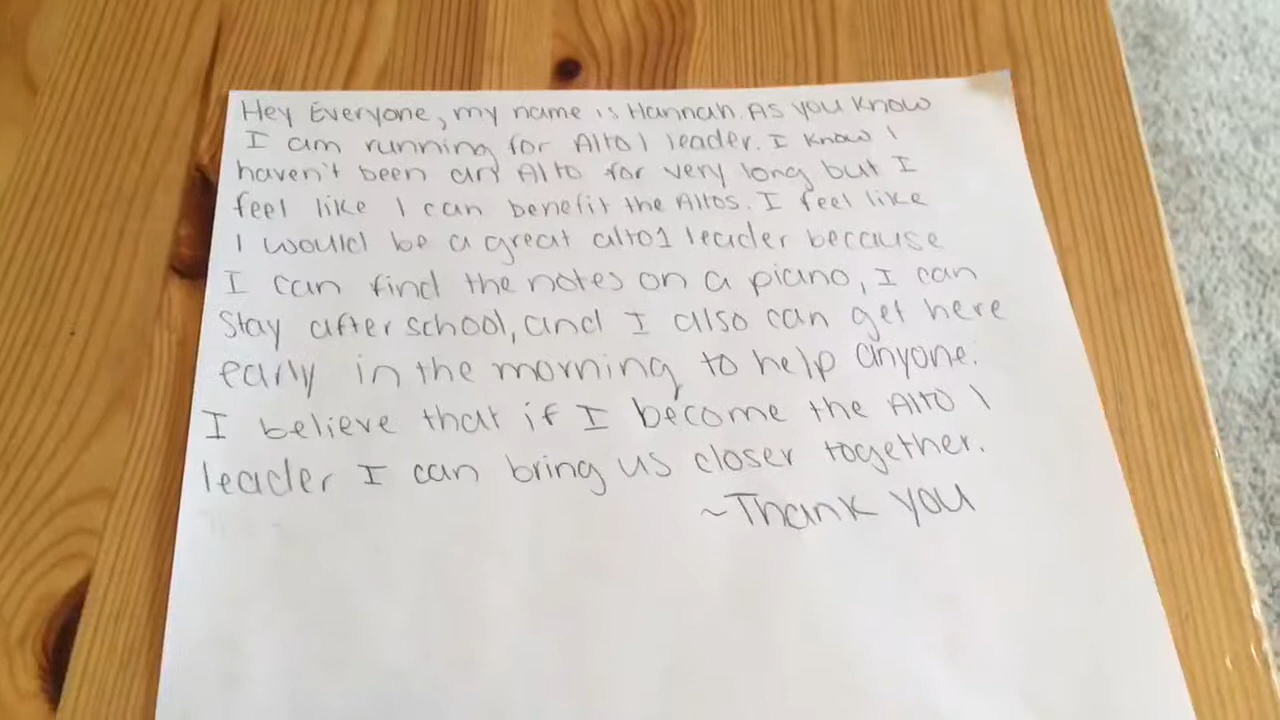 Hey Everyone, my name is Hannah. As you know
I am running for Alto 1 leader. I know I
haven't been an Alto for very long but I
feel like I can benefit the Altos. I feel like
I would be a great alto1 leader because
I can find the notes on a piano, I can
stay after school, and I also can get here
early in the morning to help anyone.
I believe that if I become the Alto 1
leader I can bring us closer together.
~Thank you